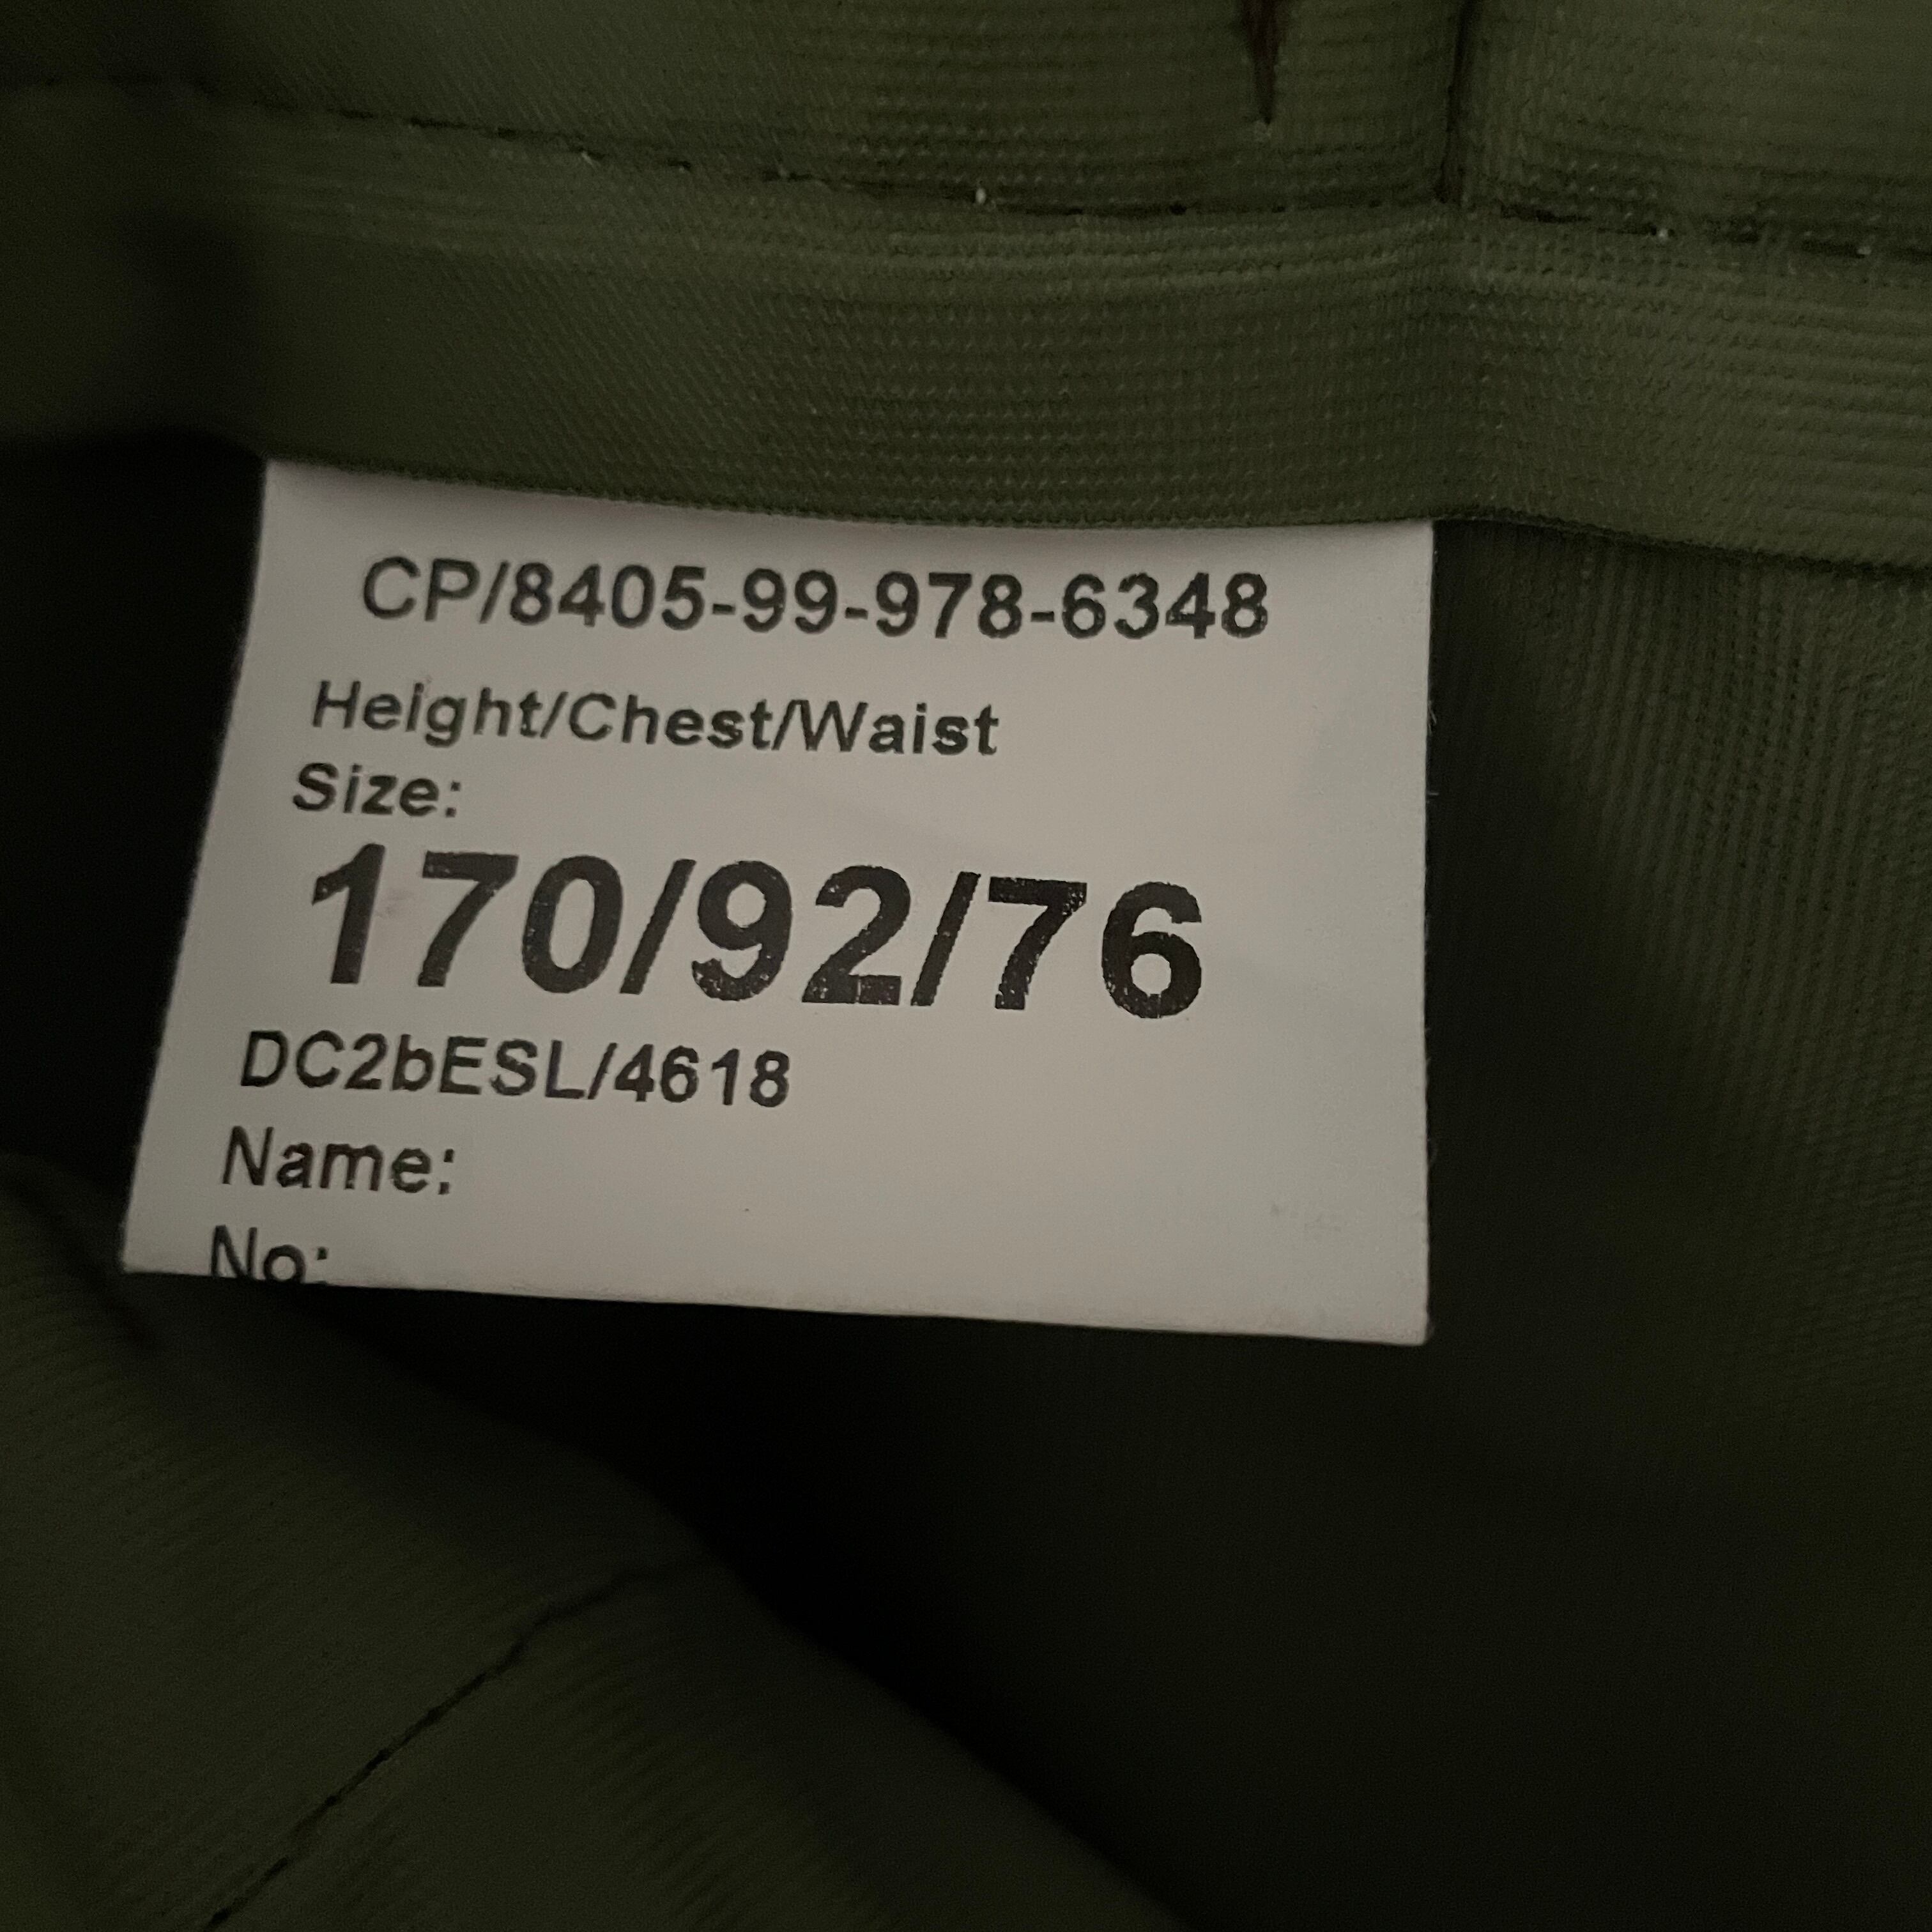 CP/8405-99-978-6348
Height/Chest/Waist
Size:
170/92/76
DC2bESL/4618
Name:
No: